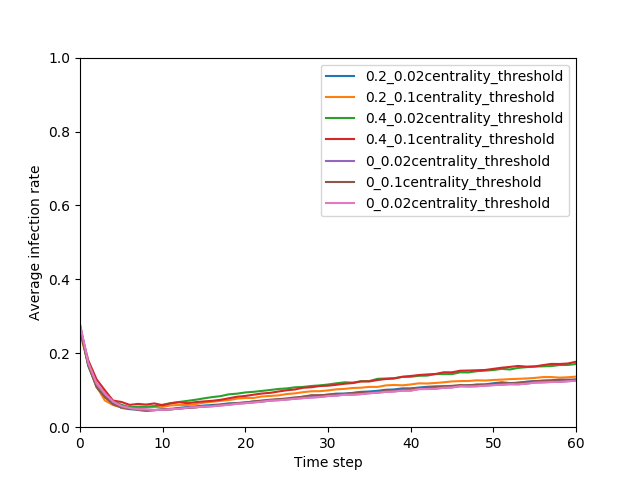 1.0
0.8
0.6
0.4
0.2
0.0
Average infection rate
0.2_0.02centrality_threshold
0.2_0.1centrality_threshold
0.4_0.02centrality_threshold
0.4_0.1centrality_threshold
0_0.02centrality_threshold
0_0.1centrality_threshold
0_0.02centrality_threshold
0 10 20 30 40 50 60
Time step